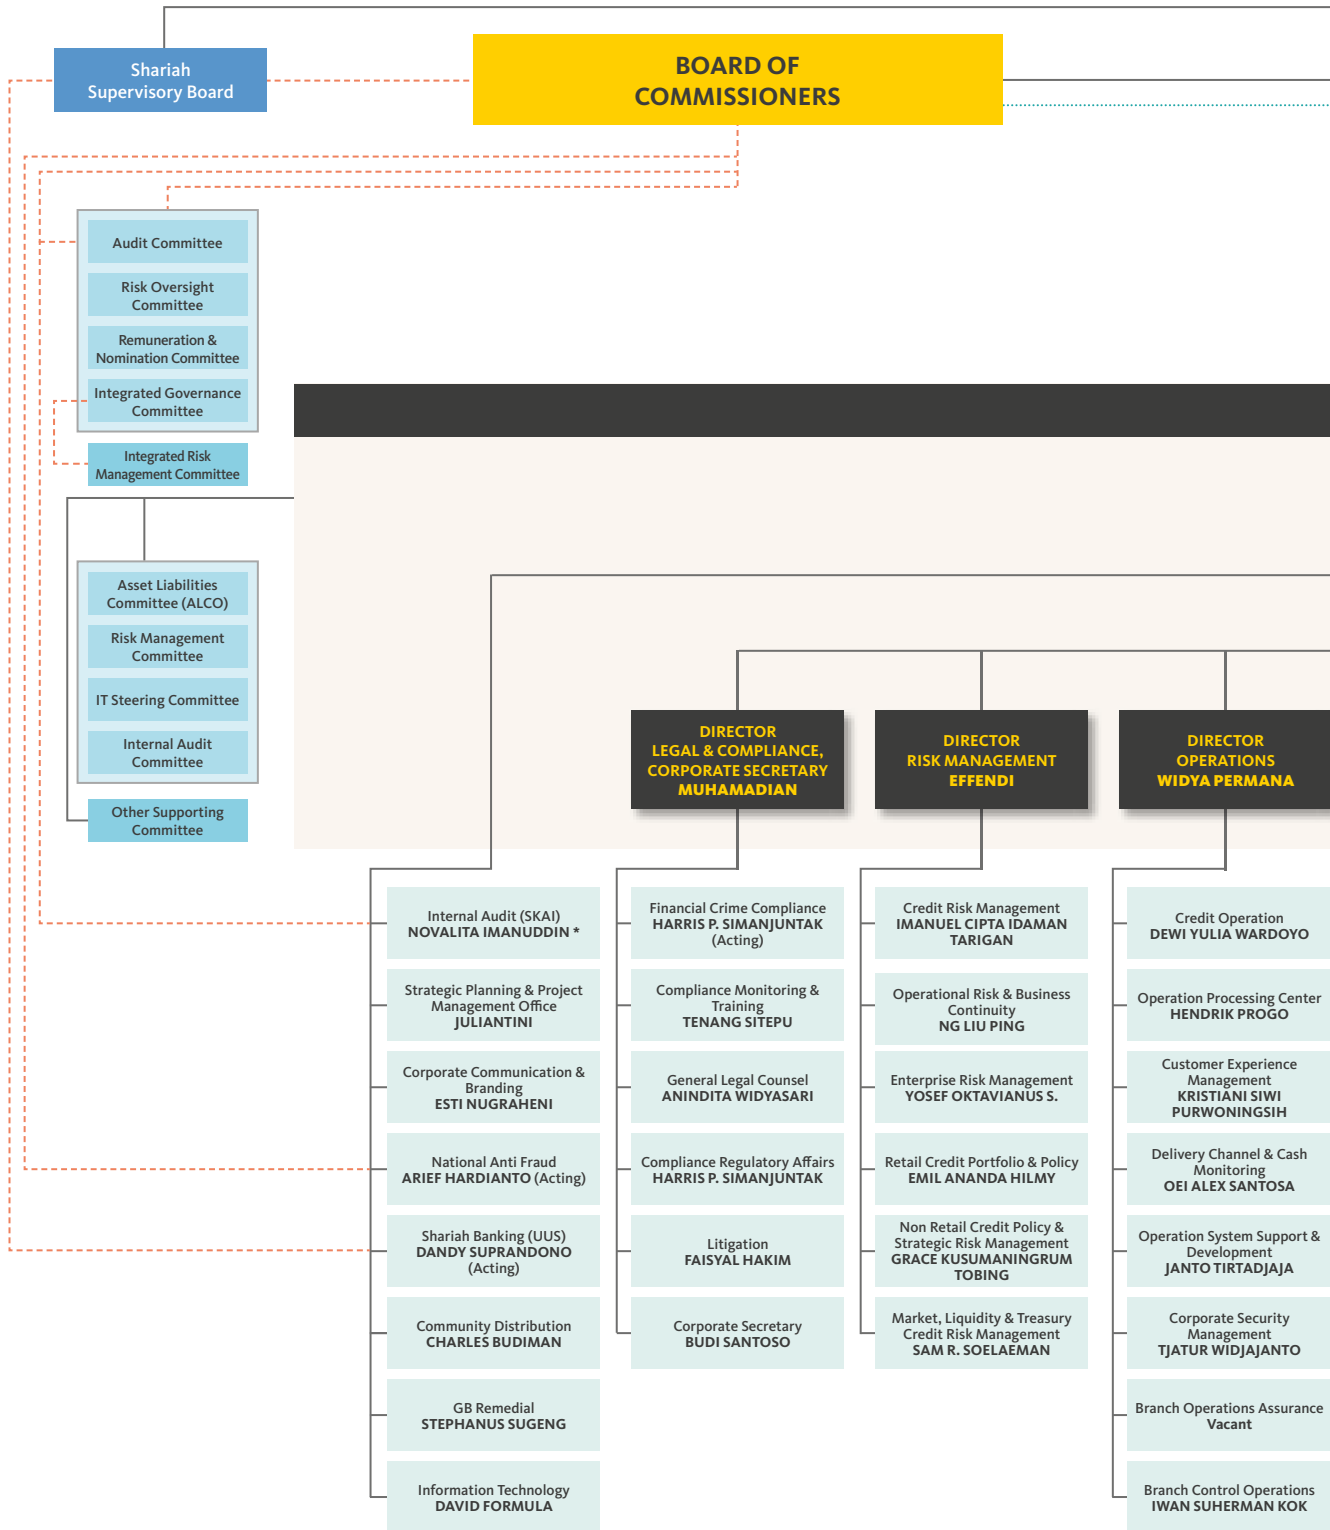 Shariah
Supervisory Board
BOARD OF
COMMISSIONERS
Audit Committee
Risk Oversight
Committee
Remuneration &
Nomination Committee
Integrated Governance
Committee
Integrated Risk
Management Committee
Asset Liabilities
Committee (ALCO)
Risk Management
Committee
IT Steering Committee
Internal Audit
Committee
Other Supporting
Committee
DIRECTOR
LEGAL & COMPLIANCE,
CORPORATE SECRETARY
MUHAMADIAN
DIRECTOR
RISK MANAGEMENT
EFFENDI
DIRECTOR
OPERATIONS
WIDYA PERMANA
Internal Audit (SKAI)
NOVALITA IMANUDDIN *
Strategic Planning & Project
Management Office
JULIANTINI
Corporate Communication &
Branding
ESTI NUGRAHENI
National Anti Fraud
ARIEF HARDIANTO (Acting)
Shariah Banking (UUS)
DANDY SUPRANDONO
(Acting)
Community Distribution
CHARLES BUDIMAN
GB Remedial
STEPHANUS SUGENG
Information Technology
DAVID FORMULA
Financial Crime Compliance
HARRIS P. SIMANJUNTAK
(Acting)
Compliance Monitoring &
Training
TENANG SITEPU
General Legal Counsel
ANINDITA WIDYASARI
Compliance Regulatory Affairs
HARRIS P. SIMANJUNTAK
Litigation
FAISYAL HAKIM
Corporate Secretary
BUDI SANTOSO
Credit Risk Management
IMANUEL CIPTA IDAMAN
TARIGAN
Operational Risk & Business
Continuity
NG LIU PING
Enterprise Risk Management
YOSEF OKTAVIANUS S.
Retail Credit Portfolio & Policy
EMIL ANANDA HILMY
Non Retail Credit Policy &
Strategic Risk Management
GRACE KUSUMANINGRUM
TOBING
Market, Liquidity & Treasury
Credit Risk Management
SAM R. SOELAEMAN
Credit Operation
DEWI YULIA WARDOYO
Operation Processing Center
HENDRIK PROGO
Customer Experience
Management
KRISTIANI SIWI
PURWONINGSIH
Delivery Channel & Cash
Monitoring
OEI ALEX SANTOSA
Operation System Support &
Development
JANTO TIRTADJAJA
Corporate Security
Management
TJATUR WIDJAJANTO
Branch Operations Assurance
Vacant
Branch Control Operations
IWAN SUHERMAN KOK